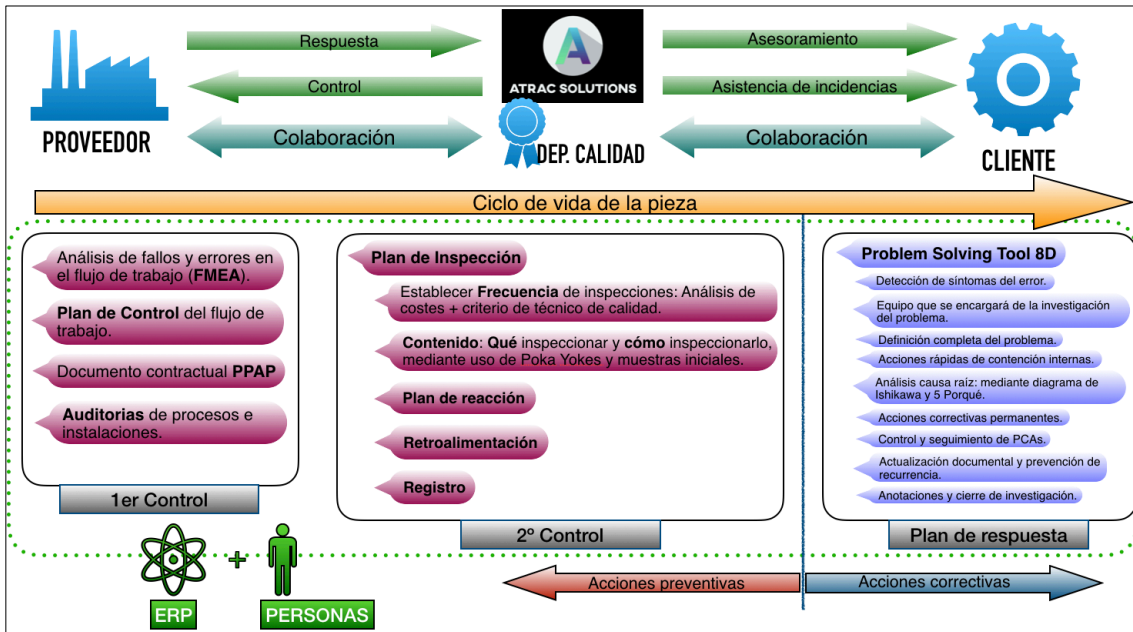 Respuesta
Control
Colaboración
PROVEEDOR
A
ATRAC SOLUTIONS
DEP. CALIDAD
Asesoramiento
Asistencia de incidencias
Colaboración
CLIENTE
Ciclo de vida de la pieza
Análisis de fallos y errores en
el flujo de trabajo (FMEA).
Plan de Control del flujo de
trabajo.
Documento contractual PPAP
Auditorias de procesos e
instalaciones.
1er Control
Plan de Inspección
Establecer Frecuencia de inspecciones: Análisis de
costes + criterio de técnico de calidad.
Contenido: Qué inspeccionar y cómo inspeccionarlo,
mediante uso de Poka Yokes y muestras iniciales.
Plan de reacción
Retroalimentación
Registro
2º Control
Problem Solving Tool 8D
Detección de síntomas del error.
Equipo que se encargará de la investigación
del problema.
Definición completa del problema.
Acciones rápidas de contención internas.
Análisis causa raíz: mediante diagrama de
Ishikawa y 5 Porqué.
Acciones correctivas permanentes.
Control y seguimiento de PCAs.
Actualización documental y prevención de
recurrencia.
Anotaciones y cierre de investigación.
Plan de respuesta
+
ERP
PERSONAS
Acciones preventivas
Acciones correctivas